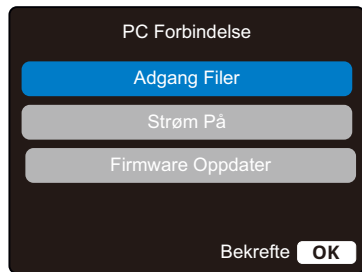 PC Forbindelse
Adgang Filer
Strøm På
Firmware Oppdater
Bekrefte OK